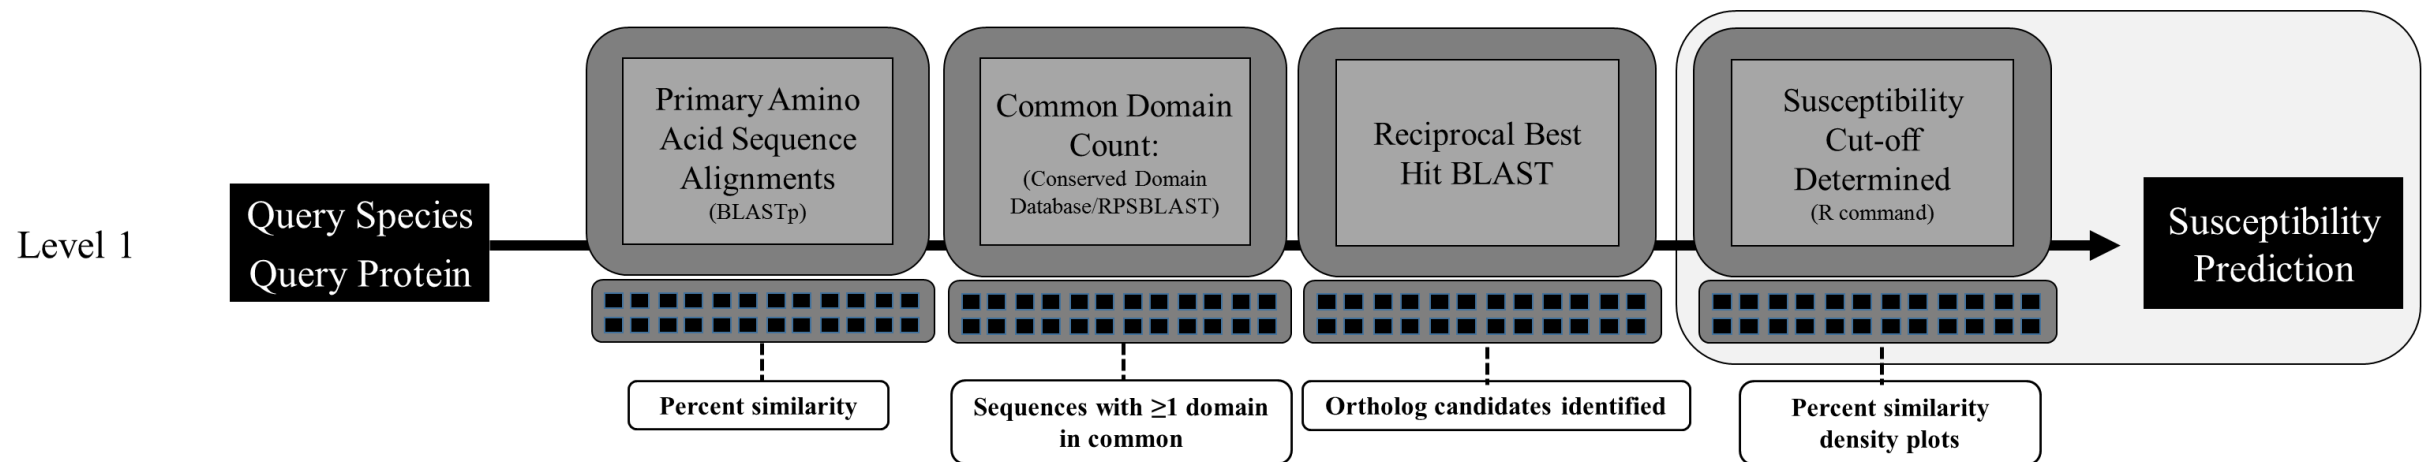 Level 1
Query Species
Query Protein
Primary Amino
Acid Sequence
Alignments
(BLASTp)
Percent similarity
Common Domain
Count:
(Conserved Domain
Database/RPSBLAST)
Sequences with ≥1 domain
in common
Reciprocal Best
Hit BLAST
Ortholog candidates identified
Susceptibility
Cut-off
Determined
(R command)
Percent similarity
density plots
Susceptibility
Prediction